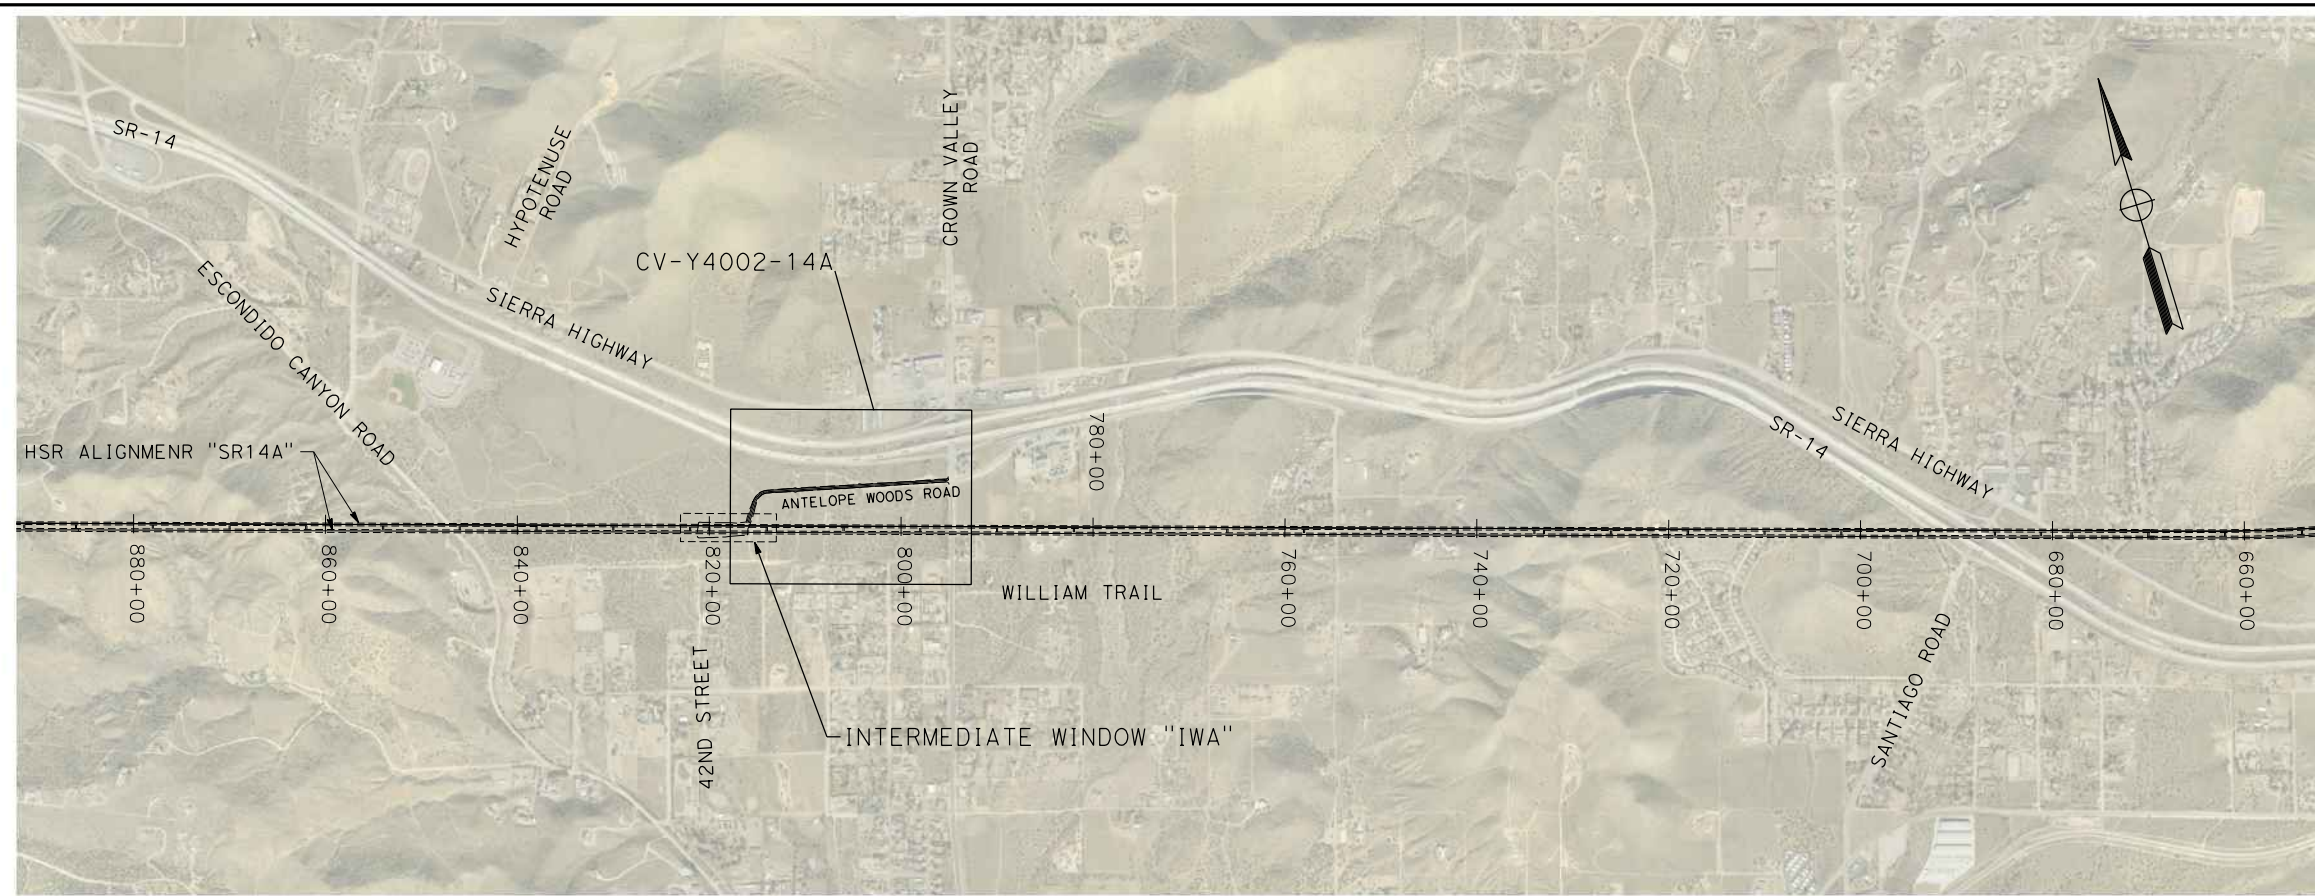 SR-14
HYPOTENUSE
ROAD
CROWN VALLEY
ROAD
CV-Y4002-14A
ESCONDIDO CANYON ROAD
SIERRA HIGHWAY
HSR ALIGNMENR "SR14A"
ANTELOPE WOODS ROAD
780+00
SR-14
SIERRA HIGHWAY
880+00
860+00
840+00
820+00
800+00
760+00
740+00
720+00
700+00
680+00
660+00
WILLIAM TRAIL
42ND STREET
INTERMEDIATE WINDOW "IWA"
SANTIAGO ROAD